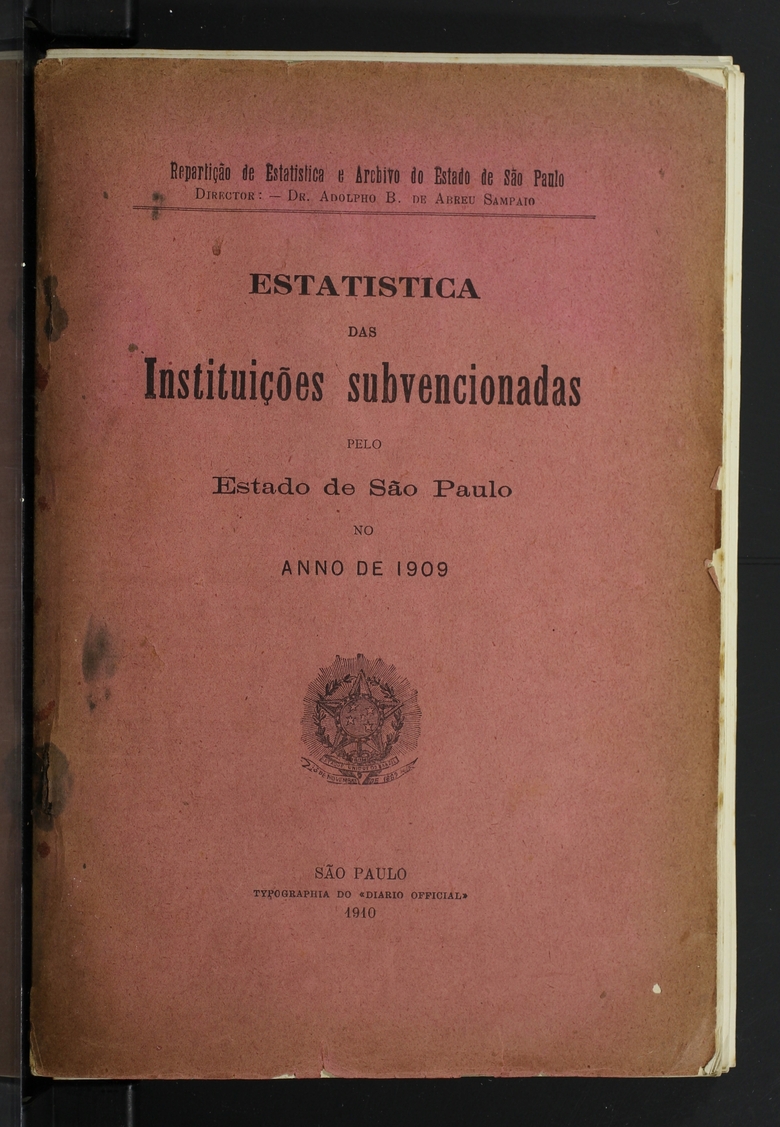 Repartição de Estatistica e Archivo do Estado de São Paulo
Director: — Dr. Adolpho B. de Abreu Sampaio
ESTATISTICA
DAS
Instituições subvencionadas
PELO
Estado de São Paulo
NO
ANNO DE 1909
SÃO PAULO
TYPOGRAPHIA DO «DIARIO OFFICIAL»
1910